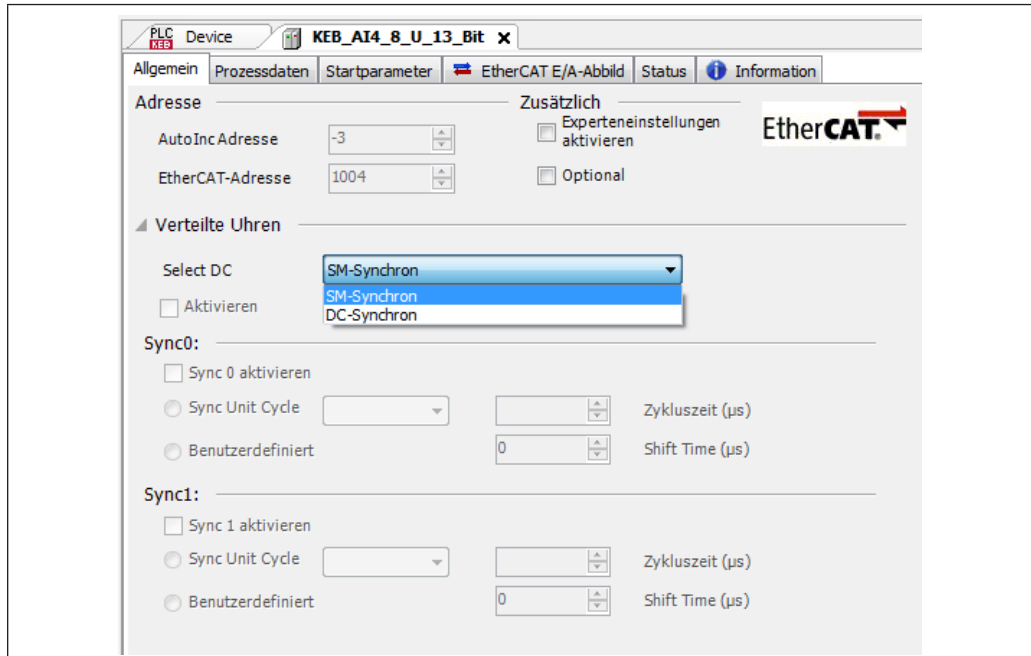 PLC KEB Device KEB_AI4_8_U_13_Bit x
Allgemein Prozessdaten Startparameter EtherCAT E/A-Abbild Status i Information
Adresse Zusätzlich
Experteneinstellungen
aktivieren
EtherCAT.
AutoInc Adresse -3
EtherCAT-Adresse 1004 Optional
Verteilte Uhren
Select DC SM-Synchron
SM-Synchron
DC-Synchron
Aktivieren
Sync0:
Sync 0 aktivieren
Sync Unit Cycle Zykluszeit (µs)
Benutzerdefiniert 0 Shift Time (µs)
Sync1:
Sync 1 aktivieren
Sync Unit Cycle Zykluszeit (µs)
Benutzerdefiniert 0 Shift Time (µs)